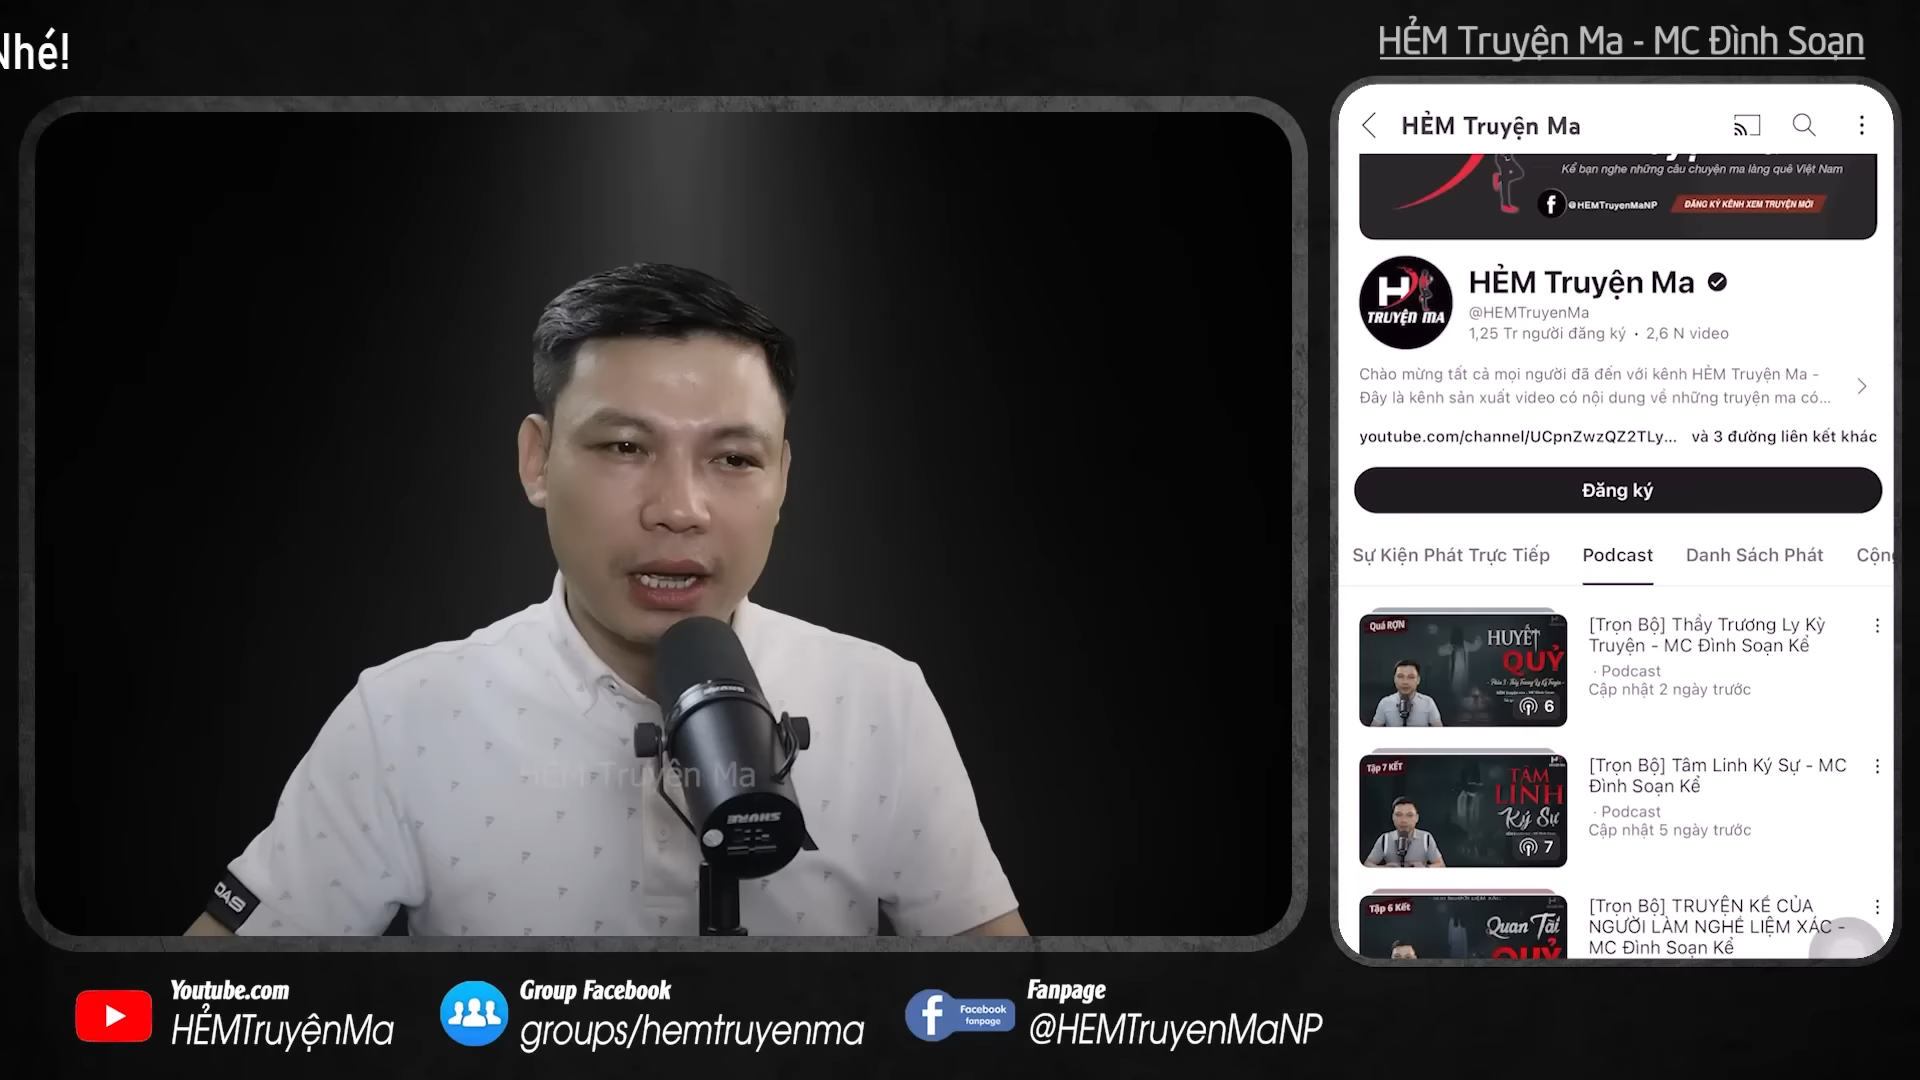 Nhé!
HẺM Truyện Ma - MC Đình Soạn
HẺM Truyện Ma
Kể bạn nghe những câu chuyện ma làng quê Việt Nam
@HEMTruyenMaNP
ĐĂNG KÝ KÊNH XEM TRUYỆN MỚI
H
TRUYỆN MA
HẺM Truyện Ma
@HEMTruyenMa
1,25 Tr người đăng ký · 2,6 N video
Chào mừng tất cả mọi người đã đến với kênh HẺM Truyện Ma -
Đây là kênh sản xuất video có nội dung về những truyện ma có...
youtube.com/channel/UCpnZwzQZ2TLy... và 3 đường liên kết khác
Đăng ký
Sự Kiện Phát Trực Tiếp Podcast Danh Sách Phát Cộn
Quá RỢN
HUYẾT
QUỶ
6
[Trọn Bộ] Thầy Trương Ly Kỳ
Truyện - MC Đình Soạn Kể
· Podcast
Cập nhật 2 ngày trước
Tập 7 KẾT
TÂM
LINH
Ký Sự
7
[Trọn Bộ] Tâm Linh Ký Sự - MC
Đình Soạn Kể
· Podcast
Cập nhật 5 ngày trước
Tập 6 Kết
Quan Tài
QUỶ
[Trọn Bộ] TRUYỆN KỂ CỦA
NGƯỜI LÀM NGHỀ LIỆM XÁC -
MC Đình Soạn Kể
HẺM Truyện Ma
SHURE
DAS
Youtube.com
HẺMTruyệnMa
Group Facebook
groups/hemtruyenma
Facebook
fanpage
Fanpage
@HEMTruyenMaNP